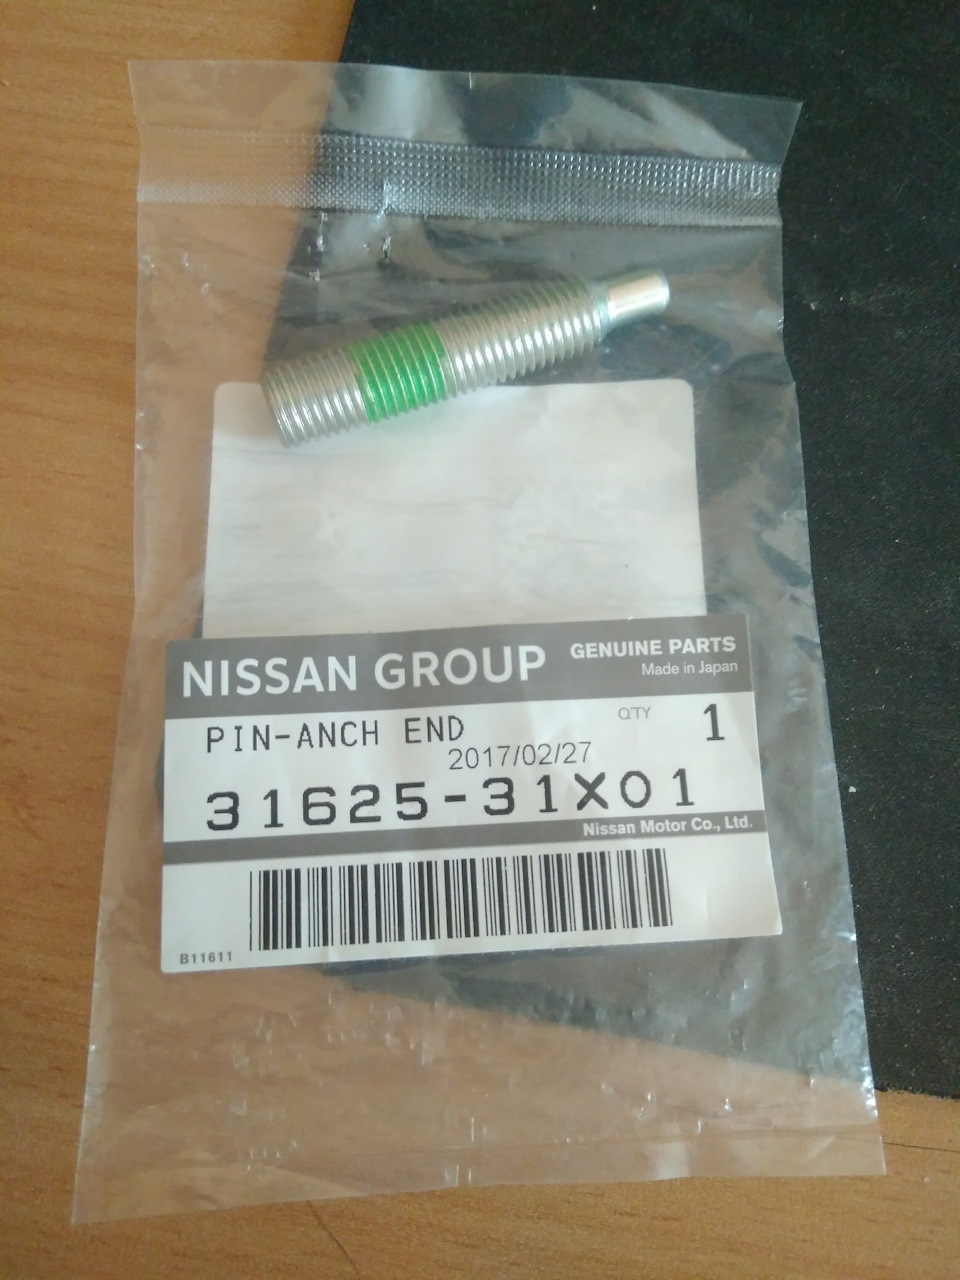 NISSAN GROUP
GENUINE PARTS
Made in Japan
PIN-ANCH END
Q'TY 1
2017/02/27
31625-31X01
Nissan Motor Co., Ltd.
B11611